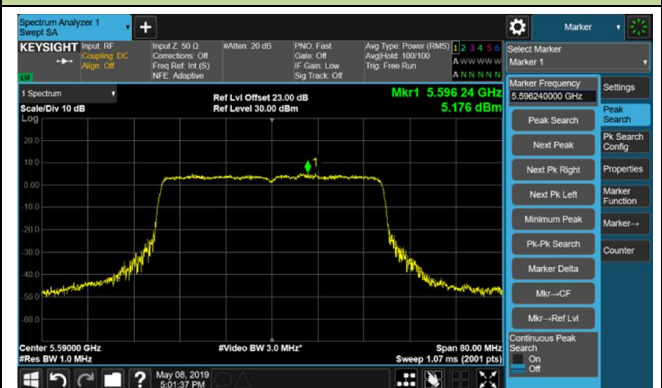 Spectrum Analyzer 1
Swept SA
Marker
KEYSIGHT
Input: RF
Coupling: DC
Align: Off
Input Z: 50 Ω
Corrections: Off
Freq Ref: Int (S)
NFE: Adaptive
#Atten: 20 dB
PNO: Fast
Gate: Off
IF Gain: Low
Sig Track: Off
Avg Type: Power (RMS)
Avg|Hold: 100/100
Trig: Free Run
1 2 3 4 5 6
A W W W W W
A N N N N N
Select Marker
Marker 1
LXI
1 Spectrum
Scale/Div 10 dB
Log
Ref Lvl Offset 23.00 dB
Ref Level 30.00 dBm
Mkr1 5.596 24 GHz
5.176 dBm
Marker Frequency
5.596240000 GHz
Peak Search
Next Peak
Next Pk Right
Next Pk Left
Minimum Peak
Pk-Pk Search
Marker Delta
Mkr→CF
Mkr→Ref Lvl
Continuous Peak
Search
On
Off
Settings
Peak
Search
Pk Search
Config
Properties
Marker
Function
Marker→
Counter
20.0
10.0
0.00
-10.0
-20.0
-30.0
-40.0
-50.0
-60.0
1
Center 5.59000 GHz
#Res BW 1.0 MHz
#Video BW 3.0 MHz*
Span 80.00 MHz
Sweep 1.07 ms (2001 pts)
May 08, 2019
5:01:37 PM